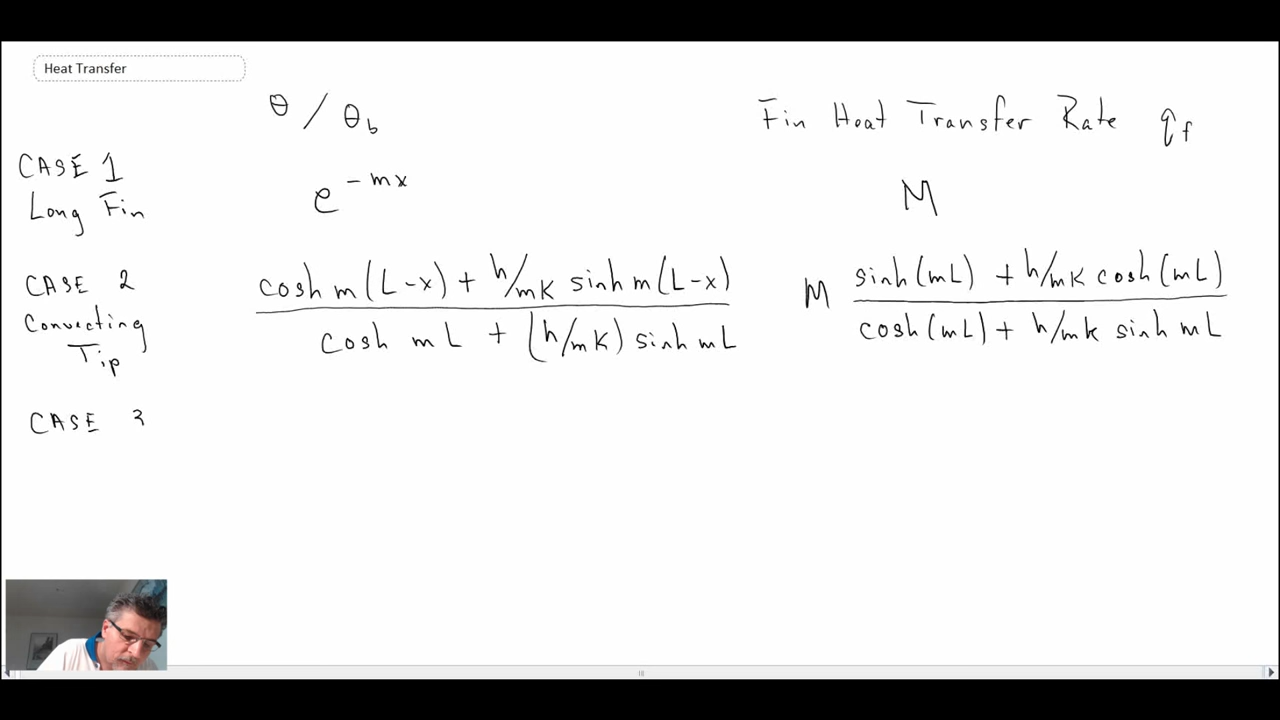 Heat Transfer
θ / θb
Fin Heat Transfer Rate qf
CASE 1
Long Fin
e^-mx
M
CASE 2
Convecting
Tip
cosh m(L-x) + h/mk sinh m(L-x)
cosh mL + (h/mk) sinh mL
M
sinh(mL) + h/mk cosh(mL)
cosh(mL) + h/mk sinh mL
CASE 3